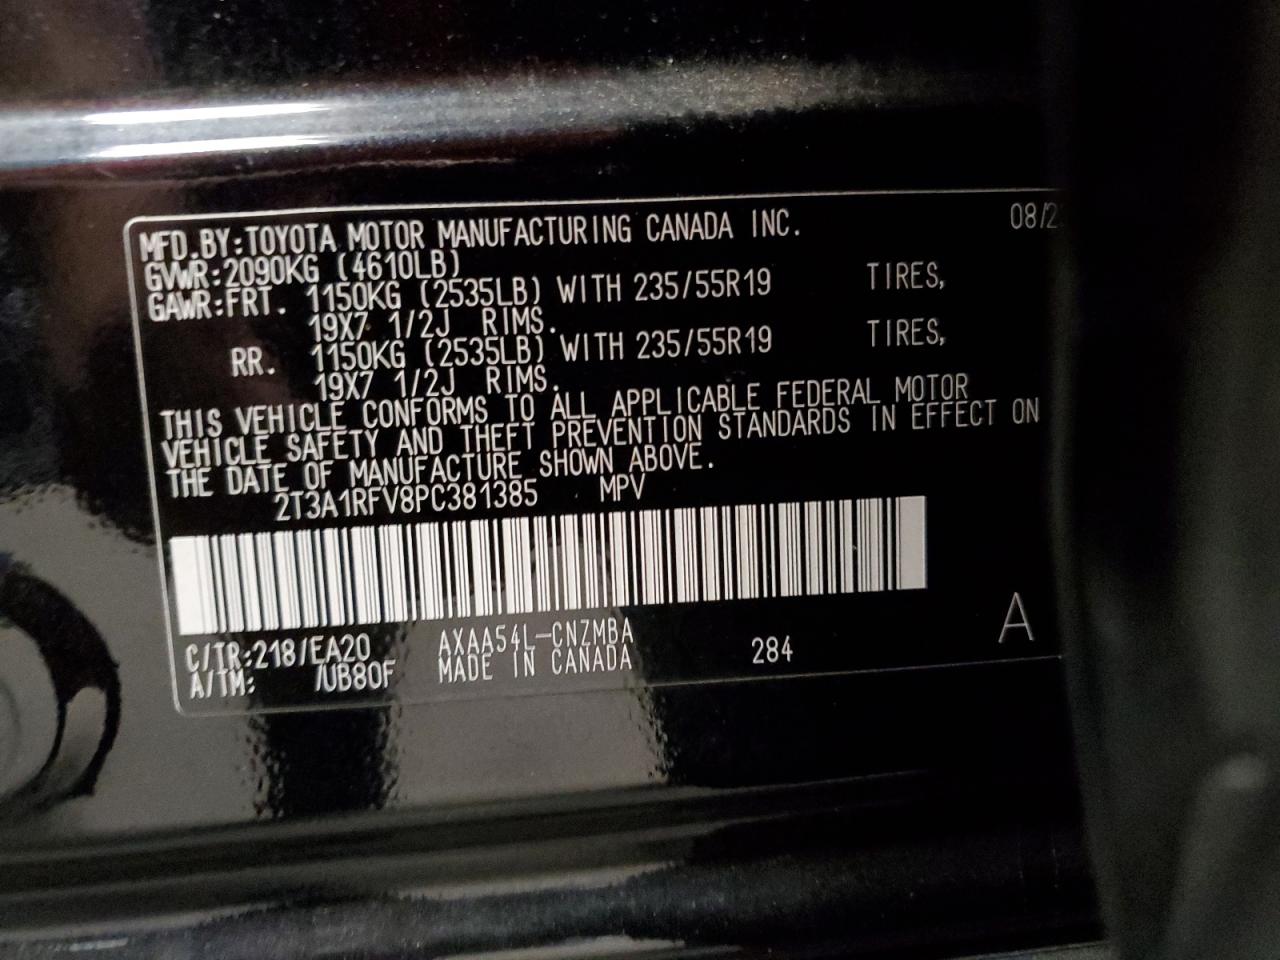 MFD.BY:TOYOTA MOTOR MANUFACTURING CANADA INC.
GVWR:2090KG (4610LB)
GAWR:FRT. 1150KG (2535LB) WITH 235/55R19 TIRES,
19X7 1/2J RIMS.
RR. 1150KG (2535LB) WITH 235/55R19 TIRES,
19X7 1/2J RIMS.
THIS VEHICLE CONFORMS TO ALL APPLICABLE FEDERAL MOTOR
VEHICLE SAFETY AND THEFT PREVENTION STANDARDS IN EFFECT ON
THE DATE OF MANUFACTURE SHOWN ABOVE.
2T3A1RFV8PC381385 MPV
C/TR:218/EA20 AXAA54L-CNZMBA 284 A
A/TM: /UB80F MADE IN CANADA